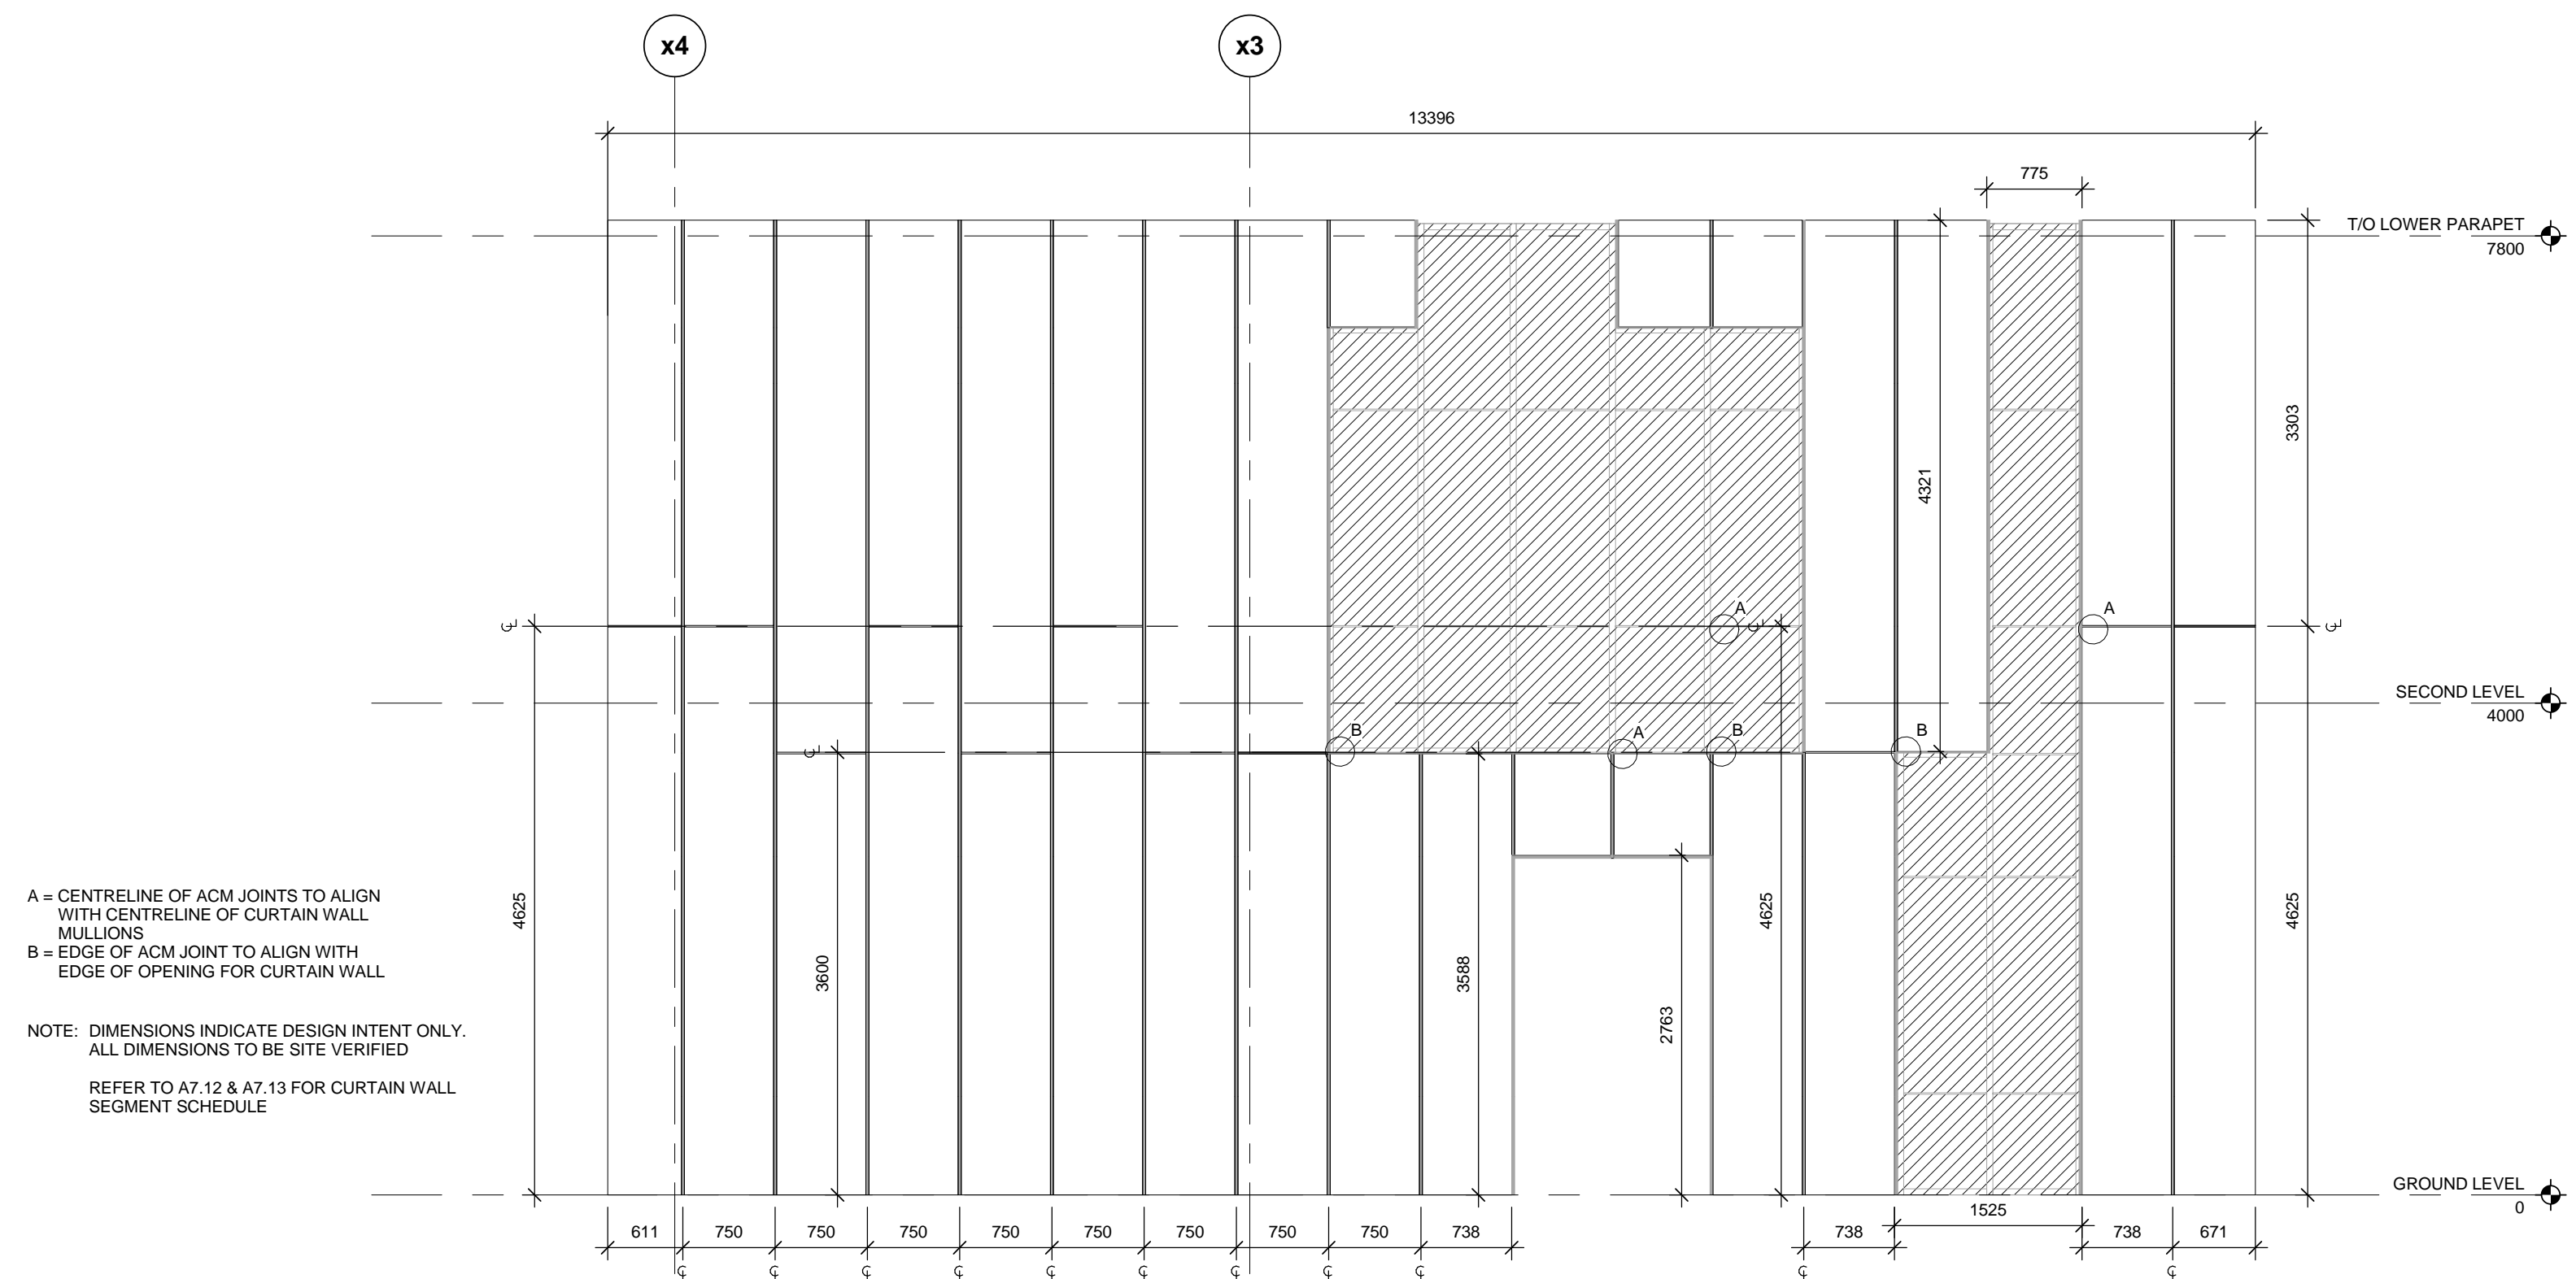 x4
x3
13396
775
T/O LOWER PARAPET
7800
3303
4321
A
A
SECOND LEVEL
4000
B
A
B
B
A = CENTRELINE OF ACM JOINTS TO ALIGN
WITH CENTRELINE OF CURTAIN WALL
MULLIONS
B = EDGE OF ACM JOINT TO ALIGN WITH
EDGE OF OPENING FOR CURTAIN WALL
4625
3600
3588
2763
4625
4625
NOTE: DIMENSIONS INDICATE DESIGN INTENT ONLY.
ALL DIMENSIONS TO BE SITE VERIFIED
REFER TO A7.12 & A7.13 FOR CURTAIN WALL
SEGMENT SCHEDULE
GROUND LEVEL
0
1525
611 750 750 750 750 750 750 750 750 738 738 738 671